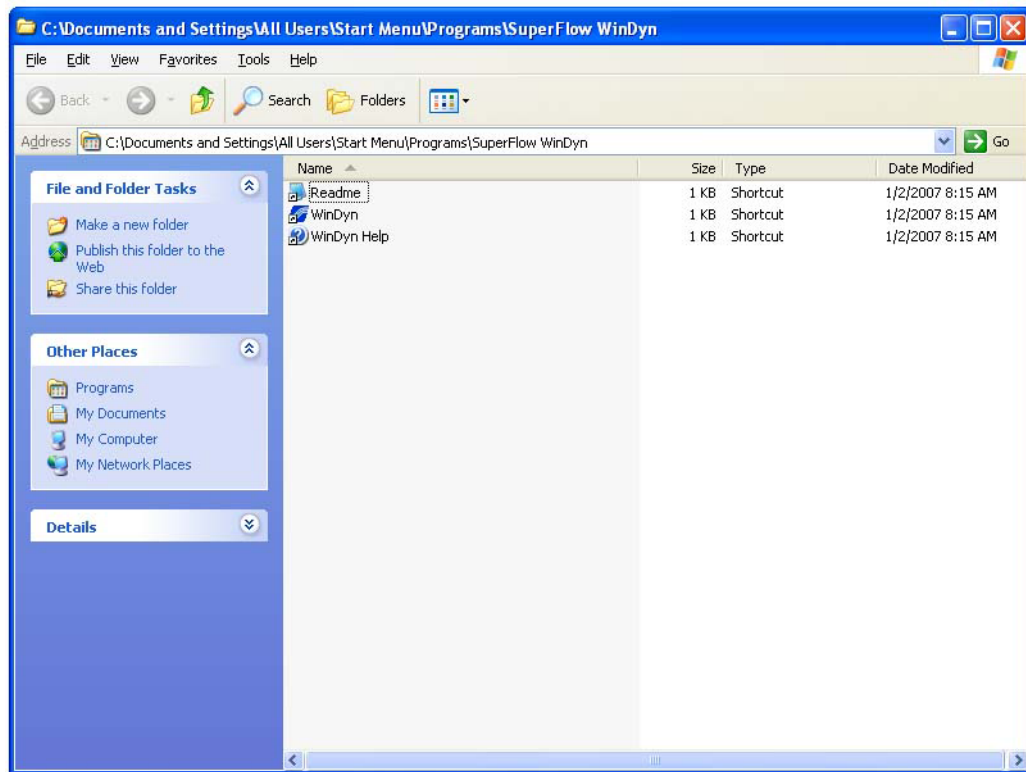 C:\Documents and Settings\All Users\Start Menu\Programs\SuperFlow WinDyn
File Edit View Favorites Tools Help
Back Search Folders
Address C:\Documents and Settings\All Users\Start Menu\Programs\SuperFlow WinDyn Go
File and Folder Tasks
Make a new folder
Publish this folder to the
Web
Share this folder
Other Places
Programs
My Documents
My Computer
My Network Places
Details
Name Size Type Date Modified
Readme 1 KB Shortcut 1/2/2007 8:15 AM
WinDyn 1 KB Shortcut 1/2/2007 8:15 AM
WinDyn Help 1 KB Shortcut 1/2/2007 8:15 AM